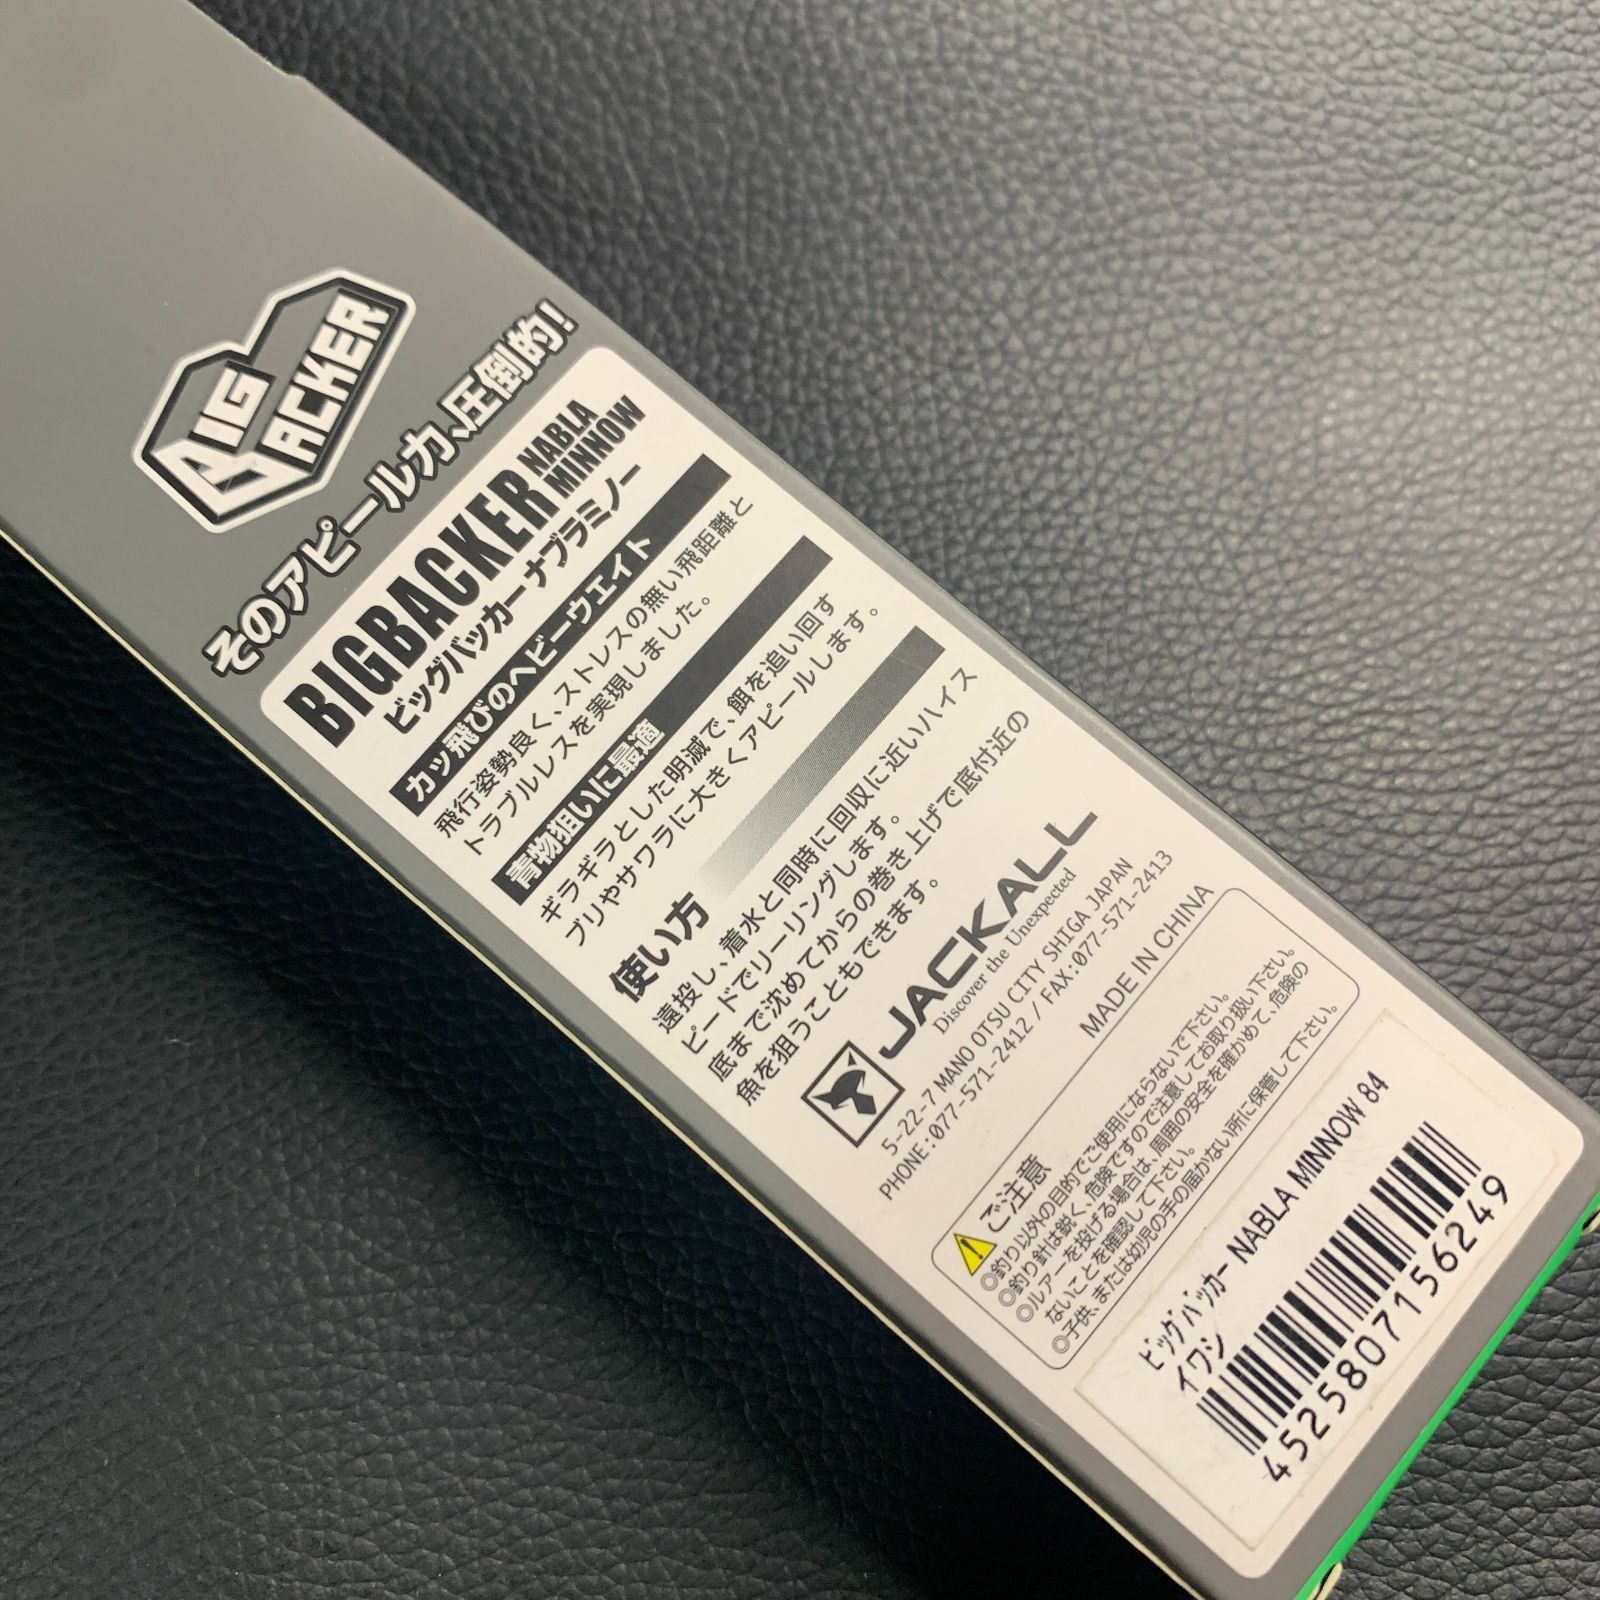 BIG
BACKER
そのアピール力、圧倒的!
BIGBACKER NABLA
MINNOW
ビッグバッカーナブラミノー
カッ飛びのヘビーウエイト
飛行姿勢良く、ストレスの無い飛距離と
トラブルレスを実現しました。
青物狙いに最適
ギラギラとした明滅で、餌を追い回す
ブリやサワラに大きくアピールします。
使い方
遠投し、着水と同時に回収に近いハイス
ピードでリーリングします。
底まで沈めてからの巻き上げで底付近の
魚を狙うこともできます。
JACKALL
Discover the Unexpected
5-22-7 MANO OTSU CITY SHIGA JAPAN
PHONE:077-571-2412 / FAX:077-571-2413
MADE IN CHINA
ご注意
◎釣り以外の目的でご使用にならないで下さい。
◎釣り針は鋭く、危険ですので注意してお取り扱い下さい。
◎ルアーを投げる場合は、周囲の安全を確かめて、危険の
ないことを確認して下さい。
◎子供、または幼児の手の届かない所に保管して下さい。
ビッグバッカー NABLA MINNOW 84
イワシ
4525807156249